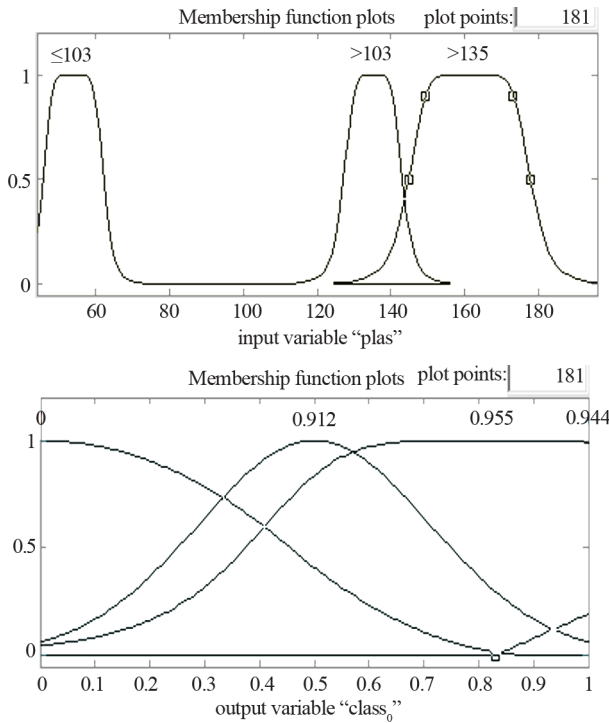 Membership function plots plot points: 181
≤103 >103 >135
1
0.5
0
60 80 100 120 140 160 180
input variable “plas”
Membership function plots plot points: 181
0 0.912 0.955 0.944
1
0.5
0
0 0.1 0.2 0.3 0.4 0.5 0.6 0.7 0.8 0.9 1
output variable “class₀”